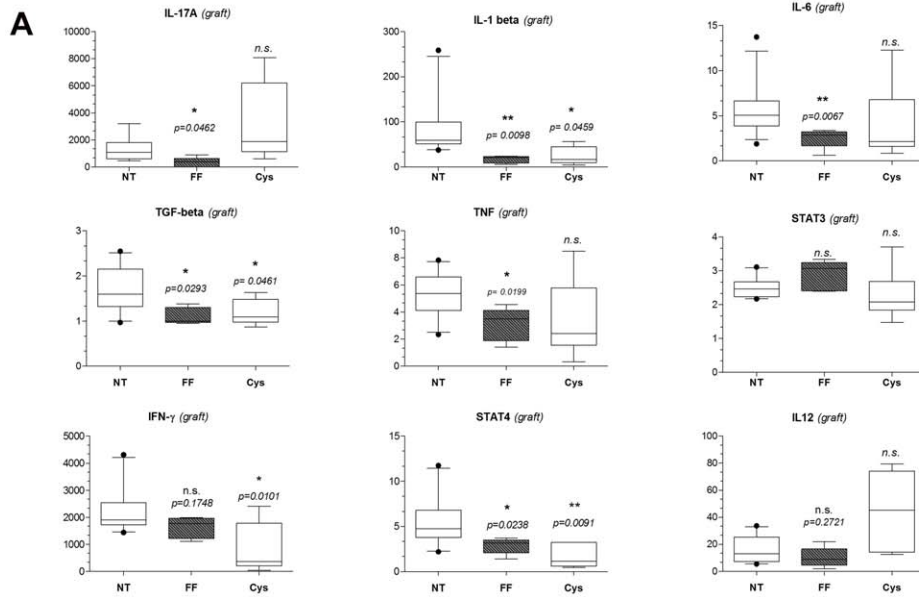 A
IL-17A (graft)
10000
8000
6000
4000
2000
0
n.s.
*
p=0.0462
NT FF Cys
IL-1 beta (graft)
300
200
100
0
** *
p= 0.0098 p= 0.0459
NT FF Cys
IL-6 (graft)
15
10
5
0
n.s.
**
p=0.0067
NT FF Cys
TGF-beta (graft)
3
2
1
0
* *
p=0.0293 p= 0.0461
NT FF Cys
TNF (graft)
10
8
6
4
2
0
n.s.
*
p= 0.0199
NT FF Cys
STAT3 (graft)
4
3
2
1
0
n.s. n.s.
NT FF Cys
IFN-γ (graft)
5000
4000
3000
2000
1000
0
n.s. *
p=0.1748 p=0.0101
NT FF Cys
STAT4 (graft)
15
10
5
0
* **
p=0.0238 p=0.0091
NT FF Cys
IL12 (graft)
100
80
60
40
20
0
n.s.
n.s.
p=0.2721
NT FF Cys